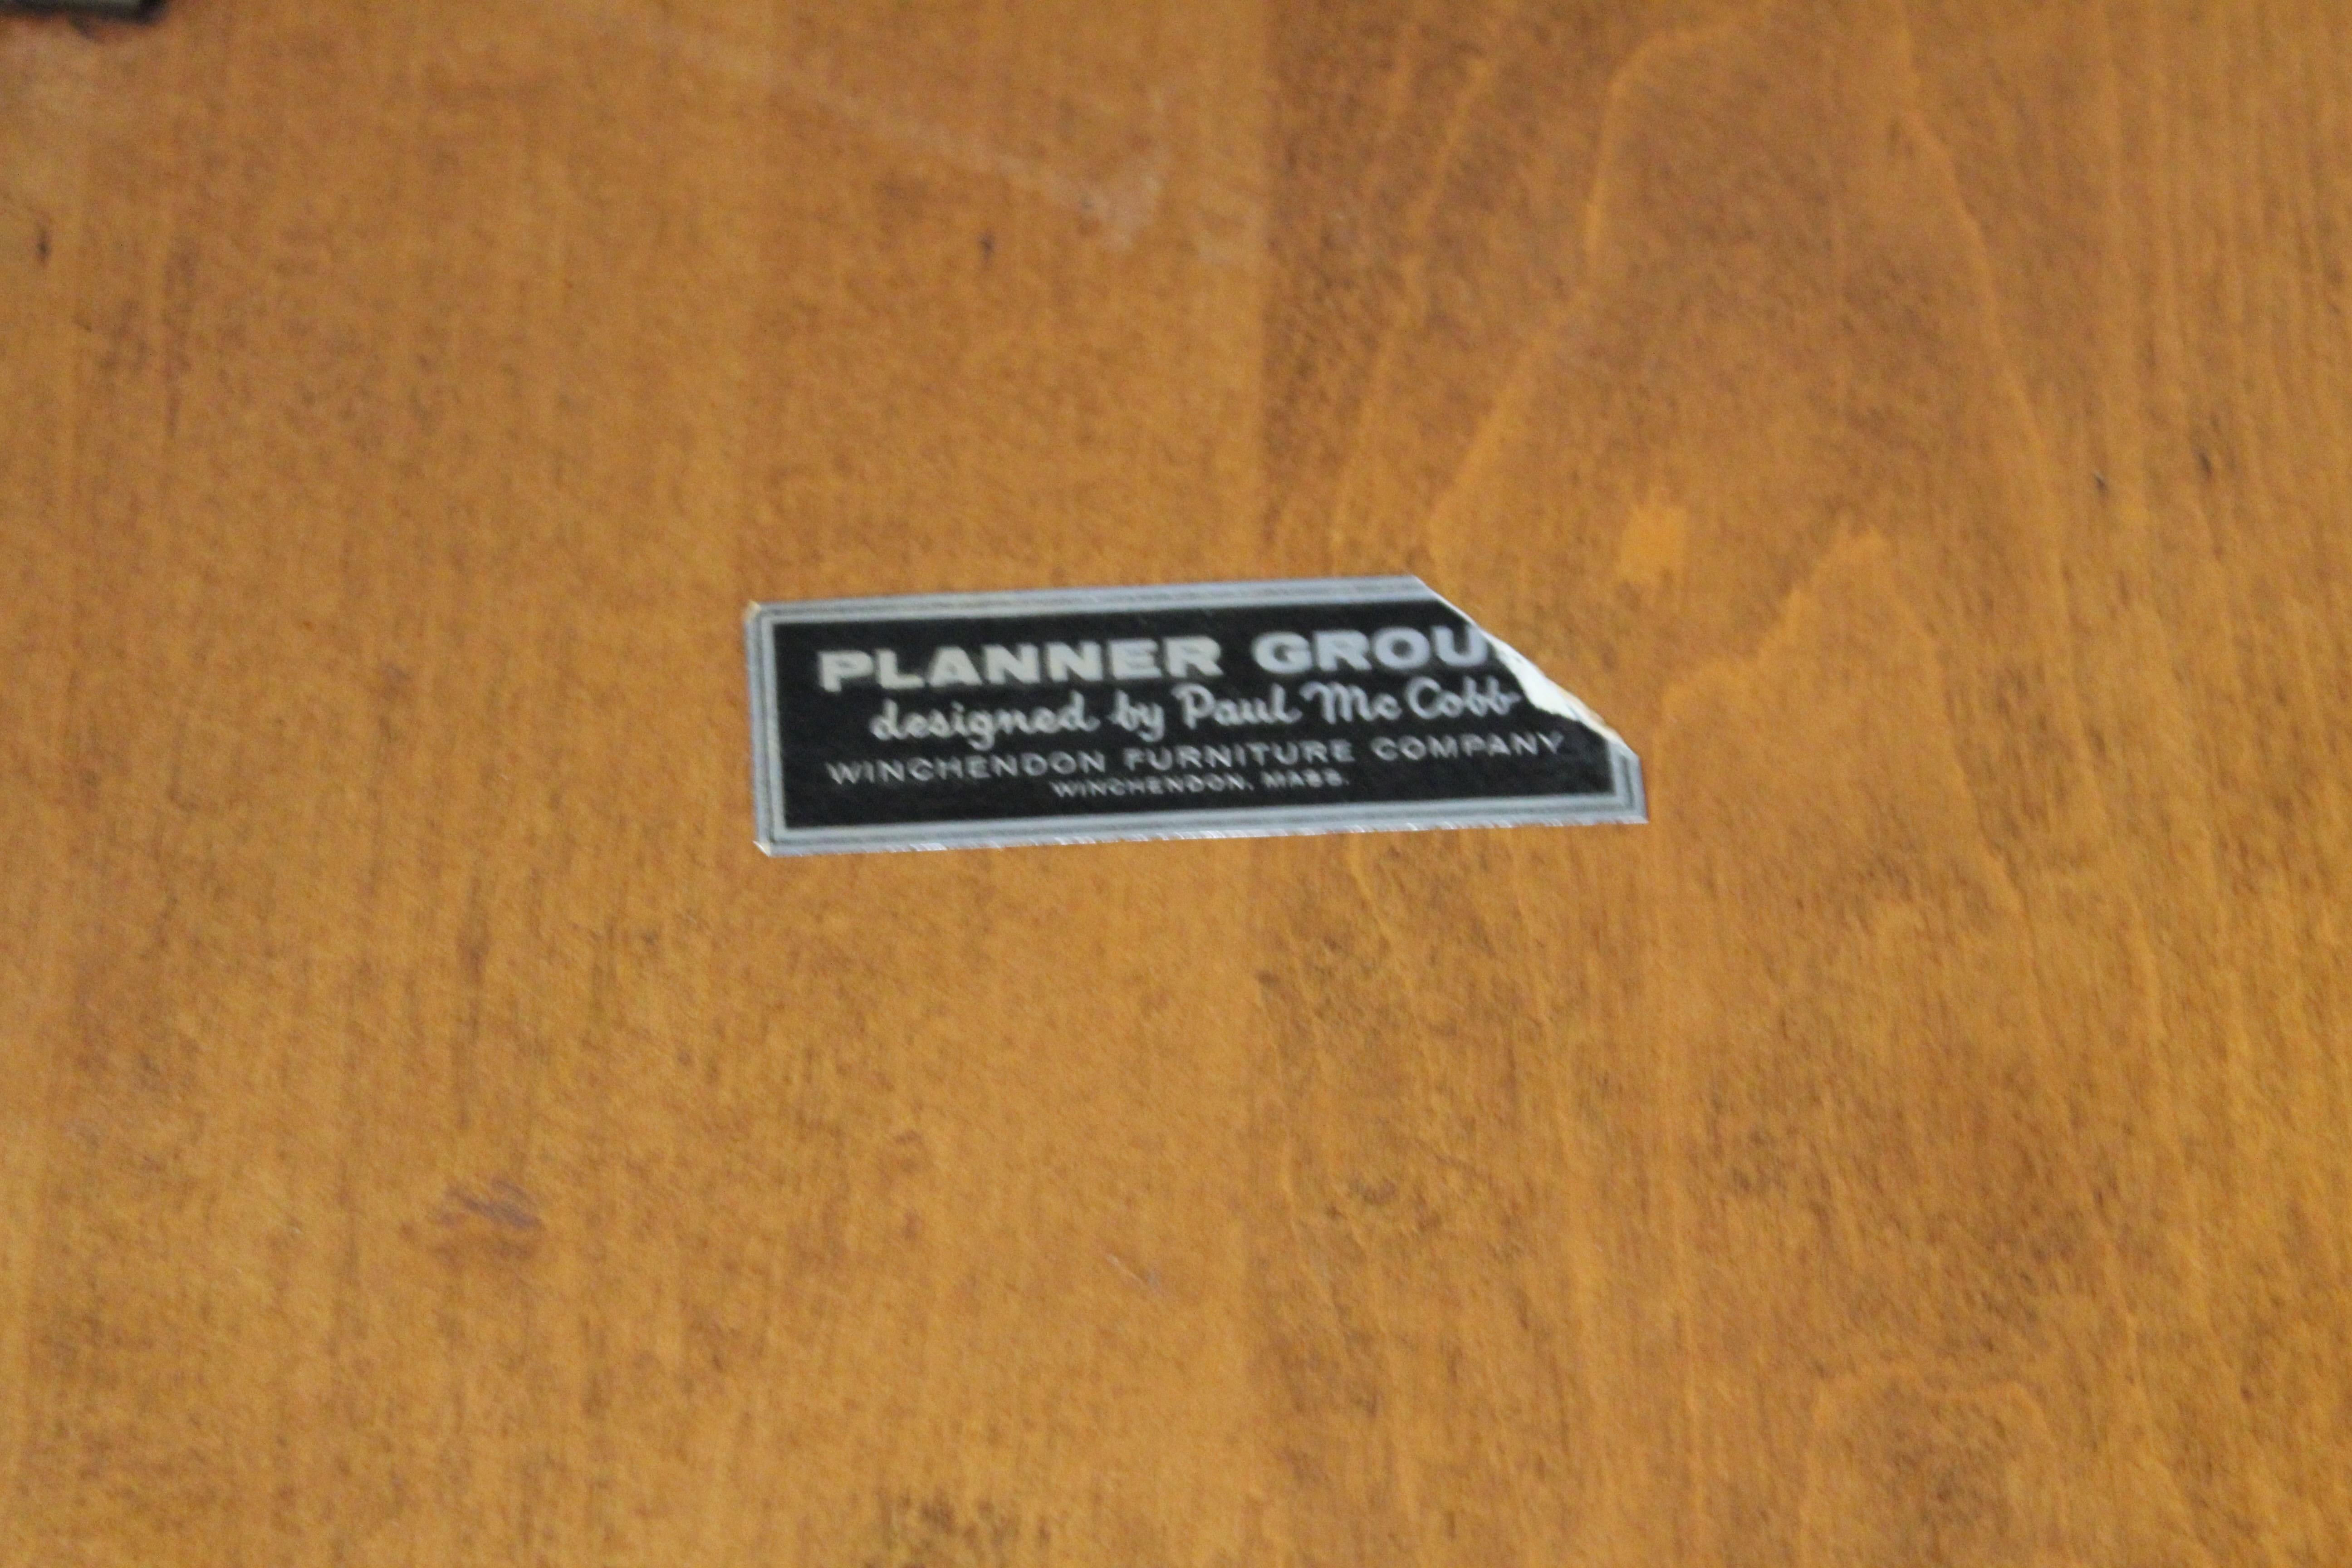 PLANNER GROU
designed by Paul McCobb
WINCHENDON FURNITURE COMPANY
WINCHENDON, MASS.